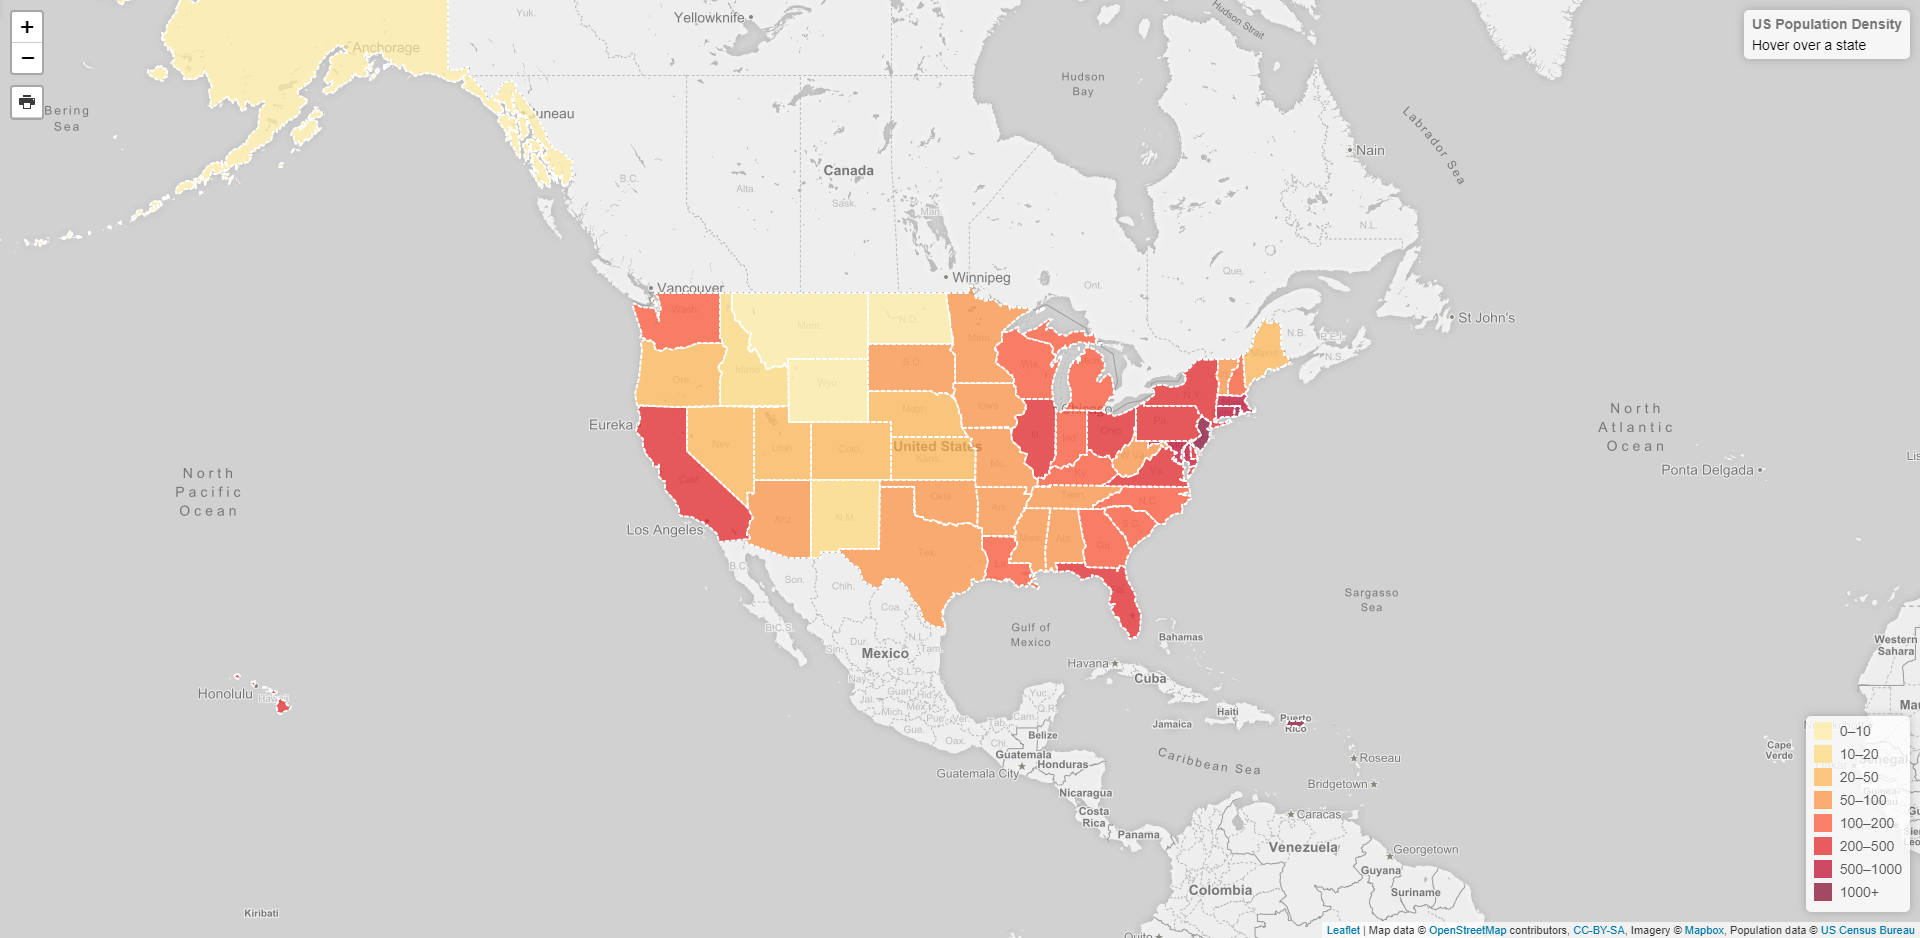 +
−
US Population Density
Hover over a state
Yuk.
Yellowknife
Hudson Strait
Anchorage
Hudson
Bay
Bering
Sea
Juneau
Labrador Sea
Nain
Canada
B.C.
Alta.
Sask.
Man.
N.L.
Que.
Winnipeg
Ont.
Vancouver
St John's
Wash.
Mont.
N.D.
Minn.
N.B.
P.E.I.
N.S.
Maine
Ore.
Idaho
Wyo.
S.D.
Wis.
Mich.
N.Y.
Eureka
Nebr.
Iowa
Chicago
North
Atlantic
Ocean
Nev.
Utah
Colo.
United States
Kans.
Mo.
Il.
Ind.
Ohio
Pa.
W.Va.
Va.
Ky.
Lis
Ponta Delgada
North
Pacific
Ocean
Calif.
Los Angeles
Ariz.
N.M.
Okla.
Ark.
Tenn.
N.C.
S.C.
Tex.
La.
Miss.
Ala.
Ga.
B.C.
Son.
Chih.
Coa.
Sargasso
Sea
B.C.S.
Dur.
Sin.
N.L.
Tam.
Mexico
Gulf of
Mexico
Bahamas
Western
Sahara
Havana
Cuba
Nay.
S.L.P.
Honolulu
Hawaii
Jal.
Guan.
Hid.
Mich.
Mex.
Pue.
Ver.
Gue.
Oax.
Tab.
Chi.
Cam.
Yuc.
Q.R.
Haiti
Jamaica
Puerto
Rico
Belize
Guatemala
Honduras
Guatemala City
Caribbean Sea
Roseau
Bridgetown
Nicaragua
Costa
Rica
Panama
Caracas
Venezuela
Georgetown
Guyana
Suriname
Colombia
Quito
Kiribati
Cape
Verde
Mau
Senegal
0–10
10–20
20–50
50–100
100–200
200–500
500–1000
1000+
Leaflet | Map data © OpenStreetMap contributors, CC-BY-SA, Imagery © Mapbox, Population data © US Census Bureau